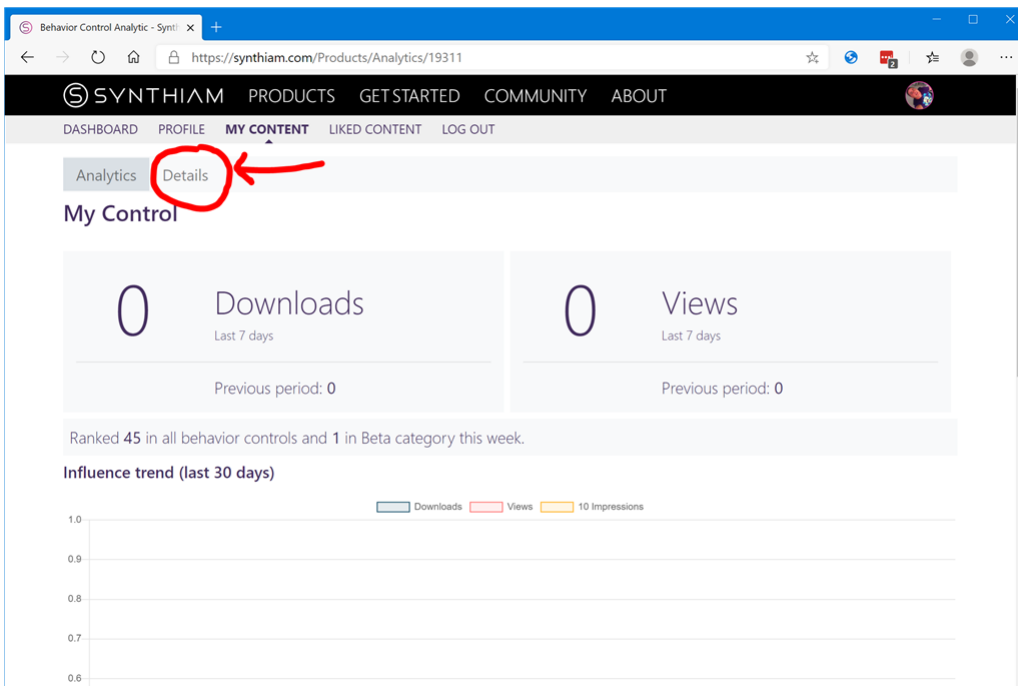 Behavior Control Analytic - Synth
https://synthiam.com/Products/Analytics/19311
2
SYNTHIAM PRODUCTS GET STARTED COMMUNITY ABOUT
DASHBOARD PROFILE MY CONTENT LIKED CONTENT LOG OUT
Analytics Details
My Control
0 Downloads
Last 7 days
Previous period: 0
0 Views
Last 7 days
Previous period: 0
Ranked 45 in all behavior controls and 1 in Beta category this week.
Influence trend (last 30 days)
Downloads Views 10 Impressions
1.0
0.9
0.8
0.7
0.6